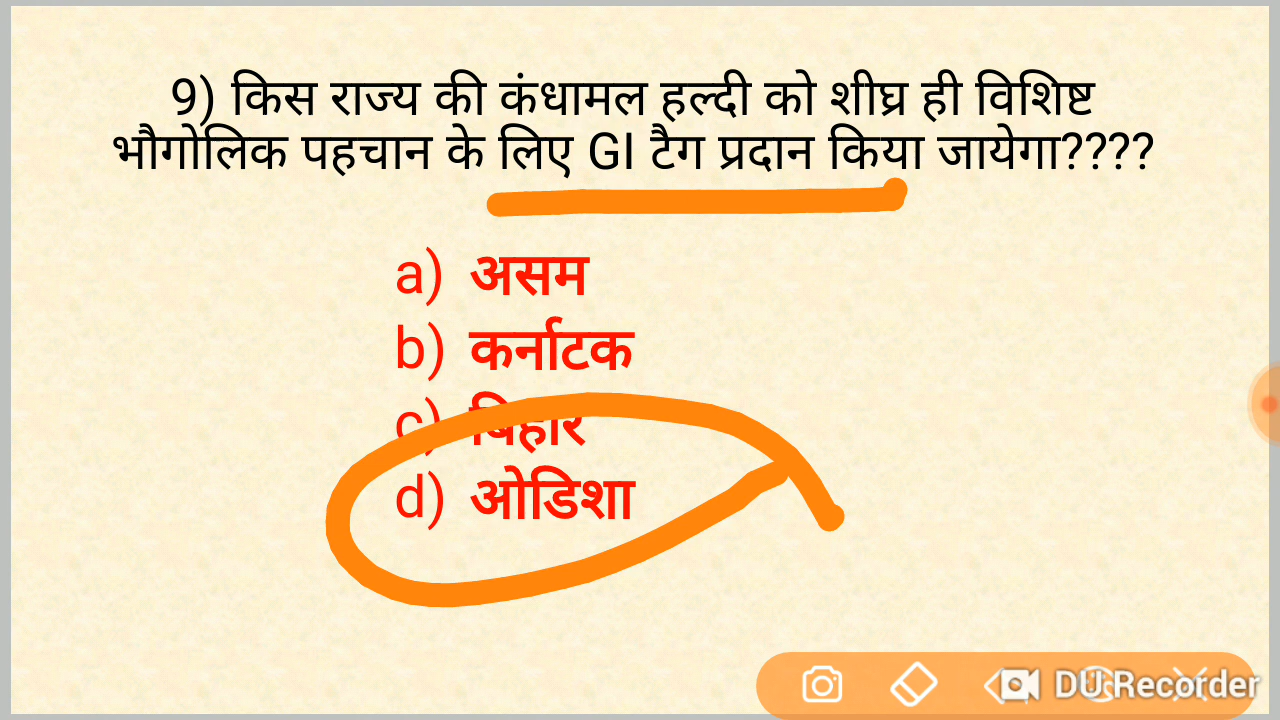 9) किस राज्य की कंधामल हल्दी को शीघ्र ही विशिष्ट
भौगोलिक पहचान के लिए GI टैग प्रदान किया जायेगा????
a) असम
b) कर्नाटक
c) बिहार
d) ओडिशा
DU Recorder